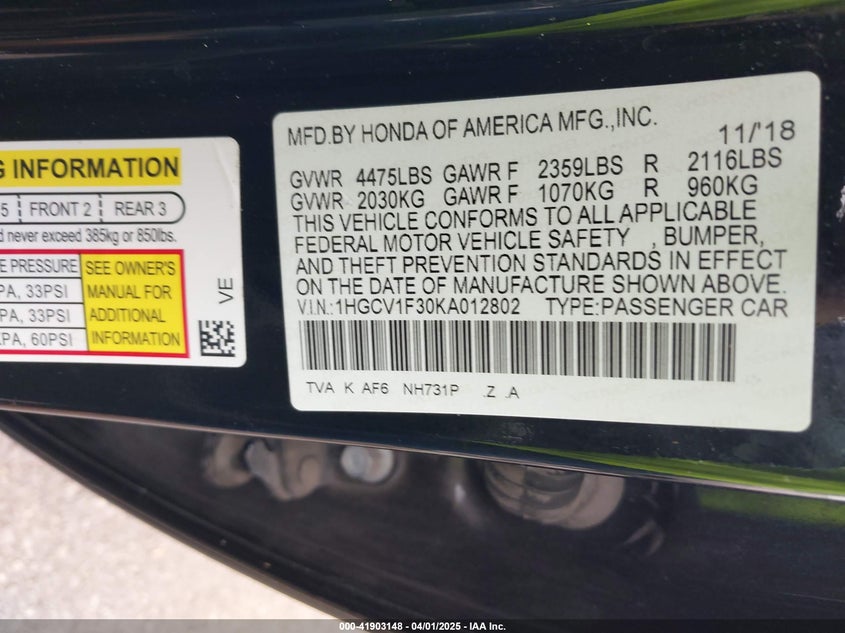 G INFORMATION
5 FRONT 2 REAR 3
d never exceed 385kg or 850lbs.
E PRESSURE SEE OWNER'S
PA, 33PSI MANUAL FOR
PA, 33PSI ADDITIONAL
KPA, 60PSI INFORMATION
VE
MFD.BY HONDA OF AMERICA MFG.,INC. 11/'18
GVWR 4475LBS GAWR F 2359LBS R 2116LBS
GVWR 2030KG GAWR F 1070KG R 960KG
THIS VEHICLE CONFORMS TO ALL APPLICABLE
FEDERAL MOTOR VEHICLE SAFETY , BUMPER,
AND THEFT PREVENTION STANDARDS IN EFFECT
ON THE DATE OF MANUFACTURE SHOWN ABOVE.
V.I.N.:1HGCV1F30KA012802 TYPE:PASSENGER CAR
TVA K AF6 NH731P .Z .A
000-41903148 - 04/01/2025 - IAA Inc.